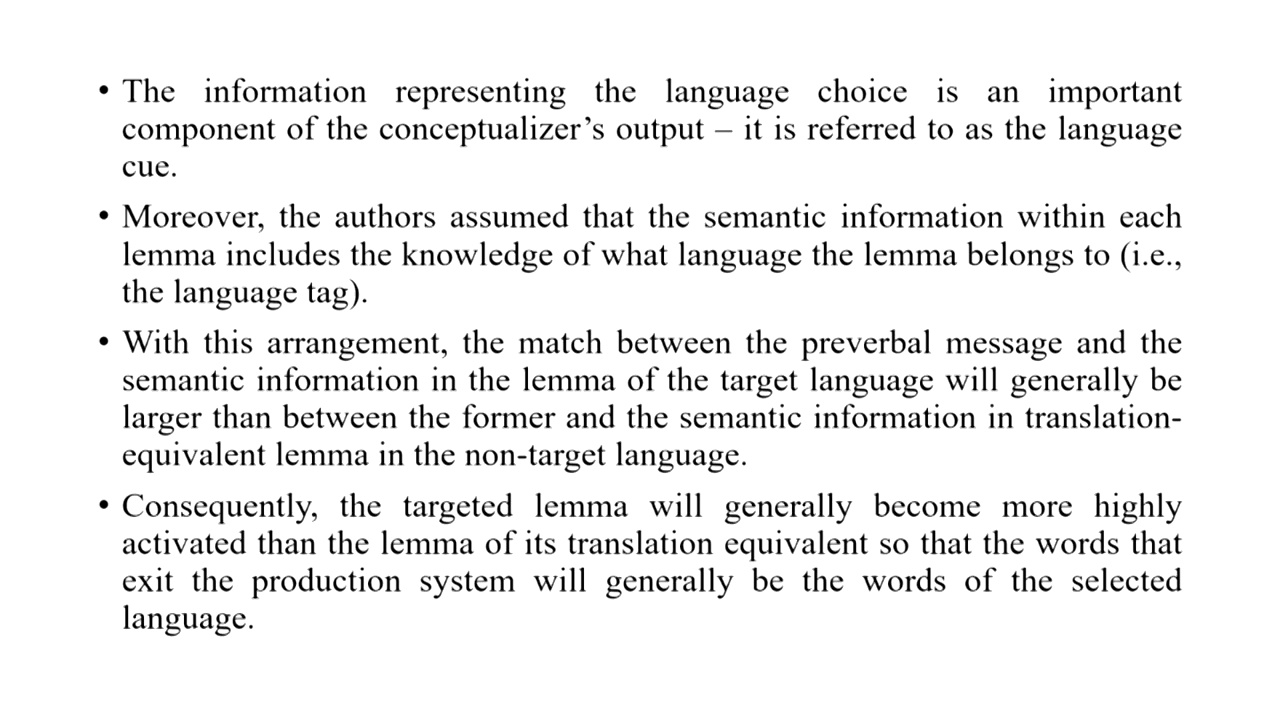 • The information representing the language choice is an important
component of the conceptualizer’s output – it is referred to as the language
cue.
• Moreover, the authors assumed that the semantic information within each
lemma includes the knowledge of what language the lemma belongs to (i.e.,
the language tag).
• With this arrangement, the match between the preverbal message and the
semantic information in the lemma of the target language will generally be
larger than between the former and the semantic information in translation-
equivalent lemma in the non-target language.
• Consequently, the targeted lemma will generally become more highly
activated than the lemma of its translation equivalent so that the words that
exit the production system will generally be the words of the selected
language.